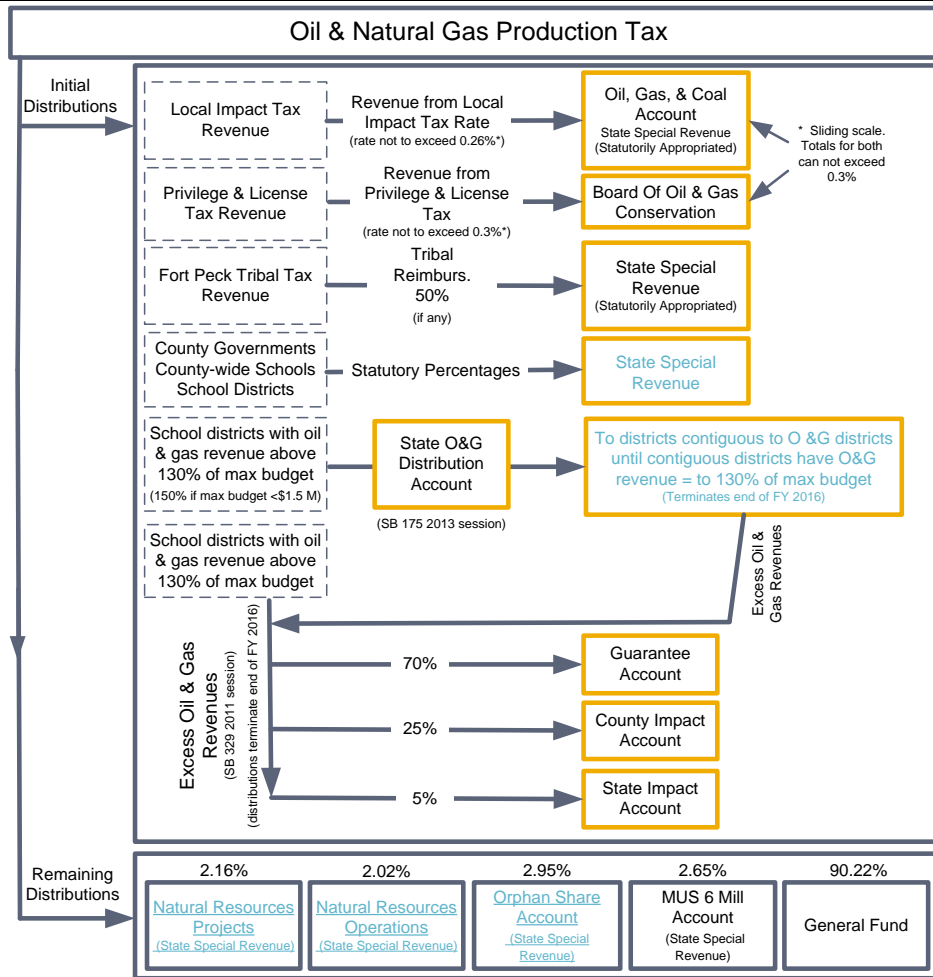 Oil & Natural Gas Production Tax
Initial
Distributions
Local Impact Tax
Revenue
Revenue from Local
Impact Tax Rate
(rate not to exceed 0.26%*)
Oil, Gas, & Coal
Account
State Special Revenue
(Statutorily Appropriated)
* Sliding scale.
Totals for both
can not exceed
0.3%
Privilege & License
Tax Revenue
Revenue from
Privilege & License
Tax
(rate not to exceed 0.3%*)
Board Of Oil & Gas
Conservation
Fort Peck Tribal Tax
Revenue
Tribal
Reimburs.
50%
(if any)
State Special
Revenue
(Statutorily Appropriated)
County Governments
County-wide Schools
School Districts
Statutory Percentages
State Special
Revenue
School districts with oil
& gas revenue above
130% of max budget
(150% if max budget <$1.5 M)
State O&G
Distribution
Account
(SB 175 2013 session)
To districts contiguous to O &G districts
until contiguous districts have O&G
revenue = to 130% of max budget
(Terminates end of FY 2016)
School districts with oil
& gas revenue above
130% of max budget
Excess Oil &
Gas Revenues
Excess Oil & Gas
Revenues
(SB 329 2011 session)
(distributions terminate end of FY 2016)
70%
Guarantee
Account
25%
County Impact
Account
5%
State Impact
Account
Remaining
Distributions
2.16%
Natural Resources
Projects
(State Special Revenue)
2.02%
Natural Resources
Operations
(State Special Revenue)
2.95%
Orphan Share
Account
(State Special
Revenue)
2.65%
MUS 6 Mill
Account
(State Special
Revenue)
90.22%
General Fund